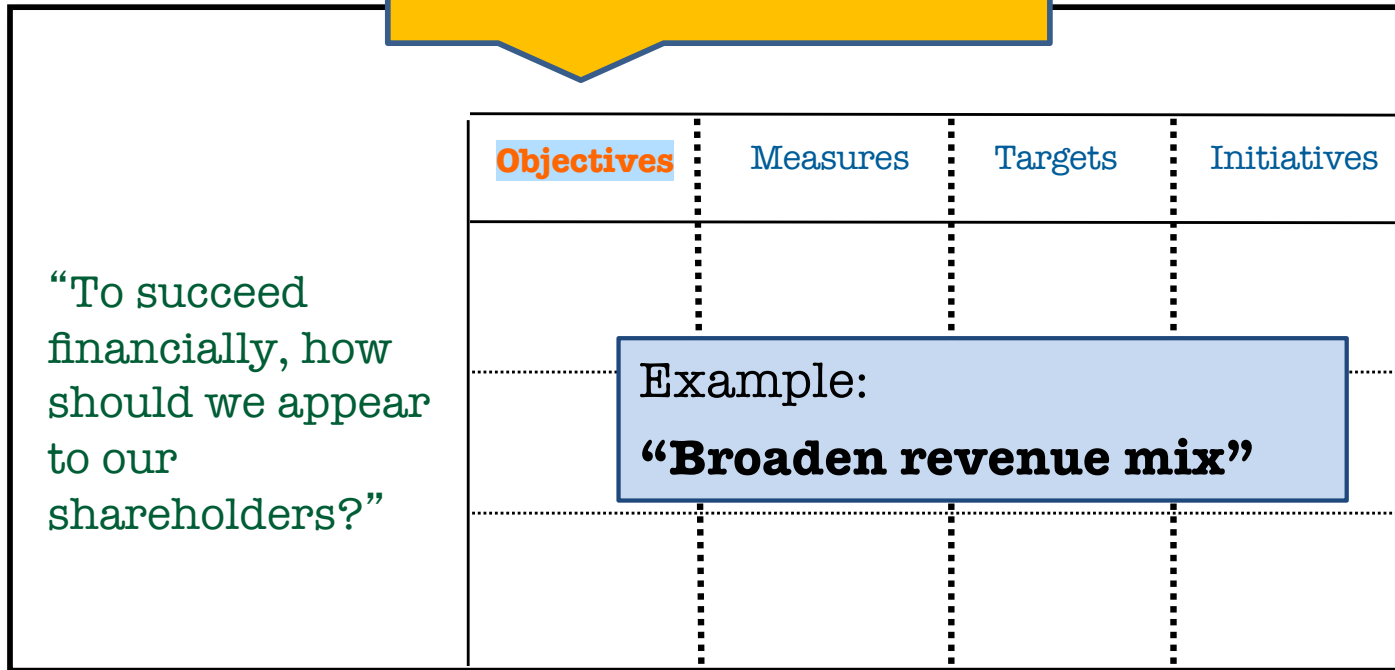 Objectives Measures Targets Initiatives
“To succeed
financially, how
should we appear
to our
shareholders?”
Example:
“Broaden revenue mix”